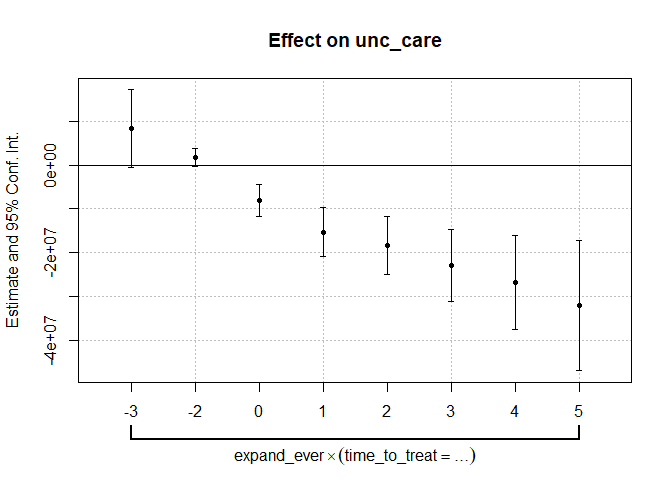 Effect on unc_care
Estimate and 95% Conf. Int.
0e+00
-2e+07
-4e+07
-3 -2 0 1 2 3 4 5
expand_ever × (time_to_treat = ...)